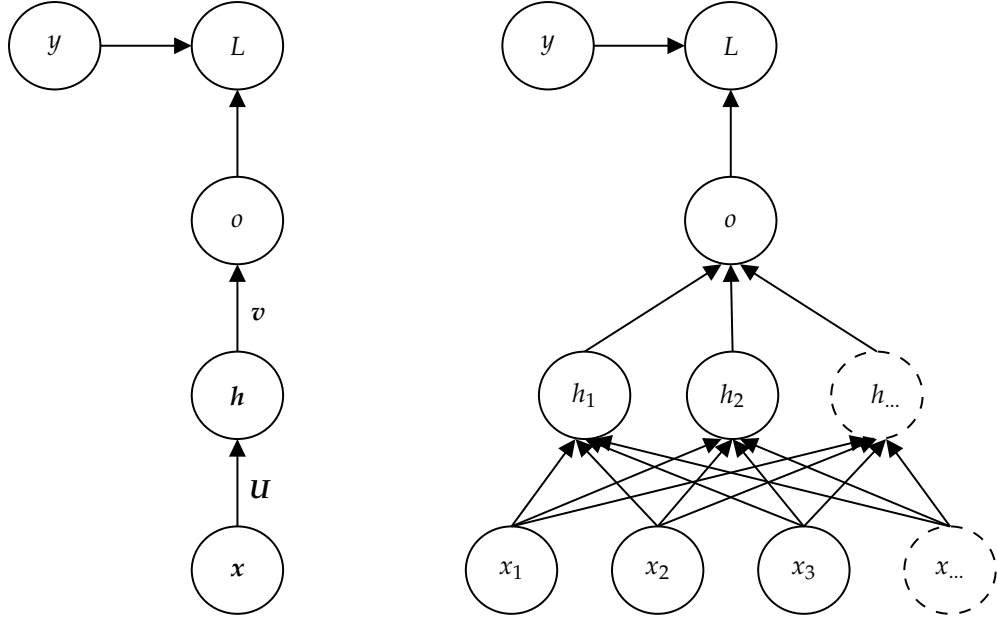 y L y L
o o
v
h h₁ h₂ h...
U
x x₁ x₂ x₃ x...